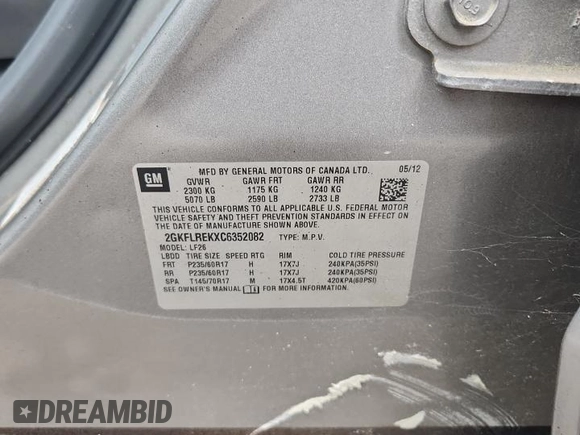 109
GM
MFD BY GENERAL MOTORS OF CANADA LTD. 05/12
GVWR GAWR FRT GAWR RR
2300 KG 1175 KG 1240 KG
5070 LB 2590 LB 2733 LB
THIS VEHICLE CONFORMS TO ALL APPLICABLE U.S. FEDERAL MOTOR
VEHICLE SAFETY AND THEFT PREVENTION STANDARDS IN EFFECT ON
THE DATE OF MANUFACTURE SHOWN ABOVE.
2GKFLREKXC6352082 TYPE: M.P.V.
MODEL: LF26
LBDD TIRE SIZE SPEED RTG RIM COLD TIRE PRESSURE
FRT P235/60R17 H 17X7J 240KPA(35PSI)
RR P235/60R17 H 17X7J 240KPA(35PSI)
SPA T145/70R17 M 17X4.5T 420KPA(60PSI)
SEE OWNER'S MANUAL FOR MORE INFORMATION.
DREAMBID